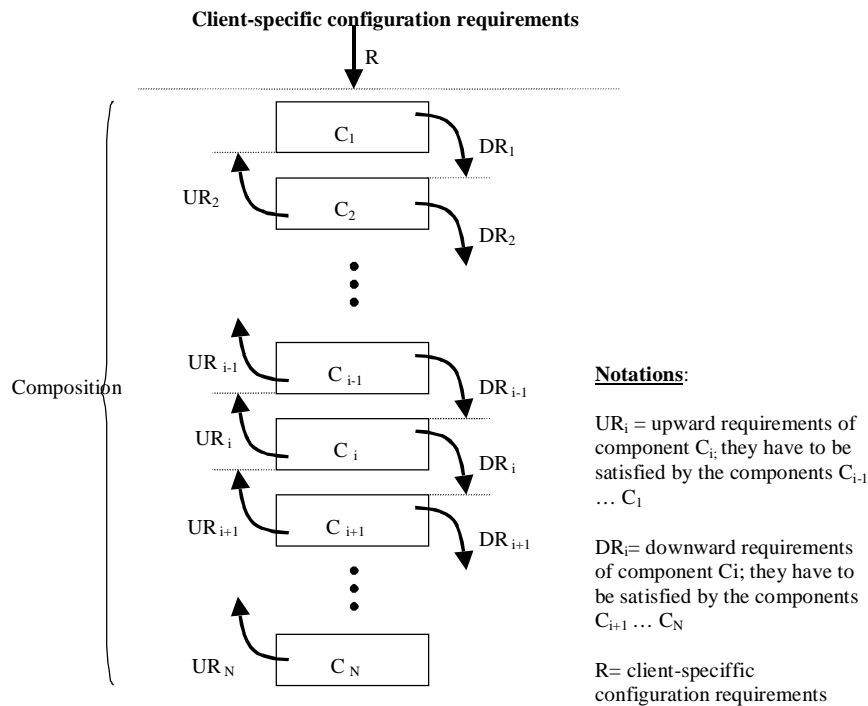 Client-specific configuration requirements
R
C₁
DR₁
UR₂
C₂
DR₂
UR i-1
C i-1
DR i-1
Composition
UR i
C i
DR i
UR i+1
C i+1
DR i+1
UR N
C N
Notations:
URᵢ = upward requirements of
component Cᵢ; they have to be
satisfied by the components Cᵢ₋₁
… C₁
DRᵢ= downward requirements
of component Ci; they have to
be satisfied by the components
Cᵢ₊₁ … C_N
R= client-speciffic
configuration requirements